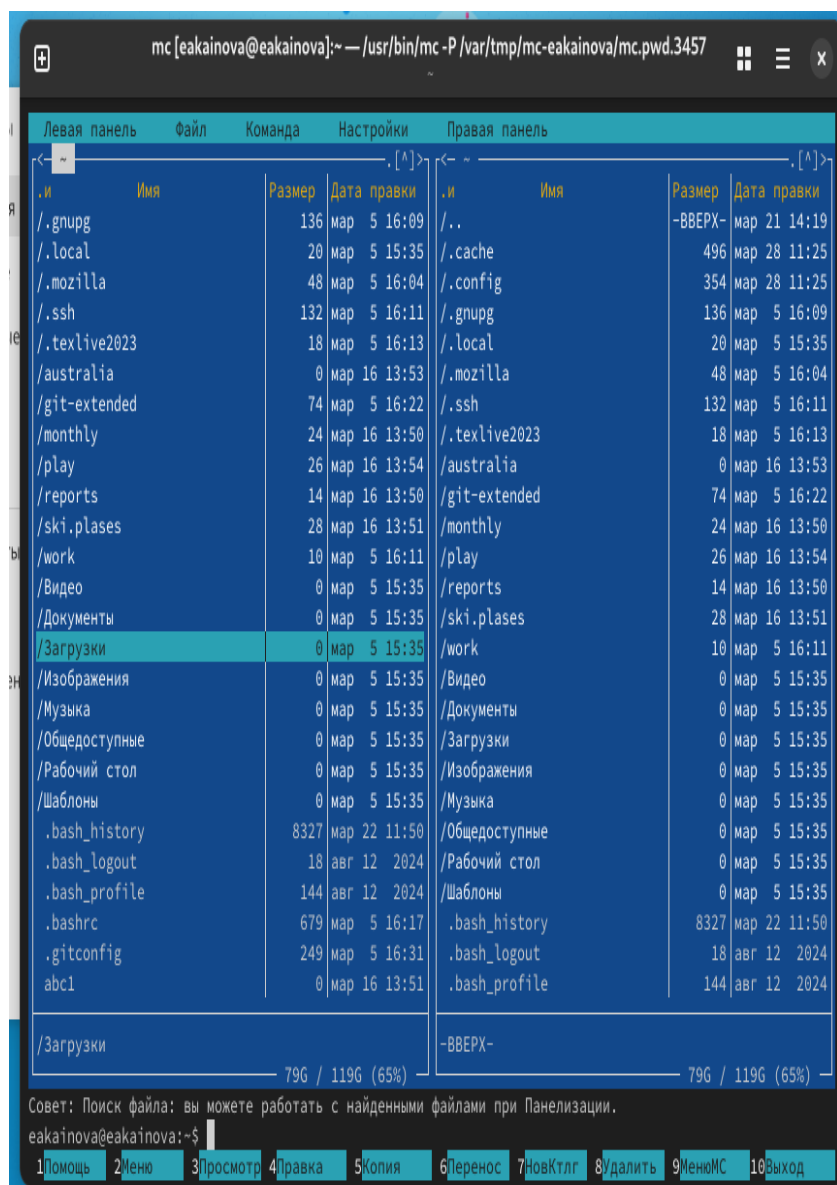 mc [eakainova@eakainova]:~ — /usr/bin/mc -P /var/tmp/mc-eakainova/mc.pwd.3457
~
Левая панель Файл Команда Настройки Правая панель
<- ~ .[^]> <- ~ .[^]>
.и Имя Размер Дата правки .и Имя Размер Дата правки
/.gnupg 136 мар 5 16:09 /.. -ВВЕРХ- мар 21 14:19
/.local 20 мар 5 15:35 /.cache 496 мар 28 11:25
/.mozilla 48 мар 5 16:04 /.config 354 мар 28 11:25
/.ssh 132 мар 5 16:11 /.gnupg 136 мар 5 16:09
/.texlive2023 18 мар 5 16:13 /.local 20 мар 5 15:35
/australia 0 мар 16 13:53 /.mozilla 48 мар 5 16:04
/git-extended 74 мар 5 16:22 /.ssh 132 мар 5 16:11
/monthly 24 мар 16 13:50 /.texlive2023 18 мар 5 16:13
/play 26 мар 16 13:54 /australia 0 мар 16 13:53
/reports 14 мар 16 13:50 /git-extended 74 мар 5 16:22
/ski.plases 28 мар 16 13:51 /monthly 24 мар 16 13:50
/work 10 мар 5 16:11 /play 26 мар 16 13:54
/Видео 0 мар 5 15:35 /reports 14 мар 16 13:50
/Документы 0 мар 5 15:35 /ski.plases 28 мар 16 13:51
/Загрузки 0 мар 5 15:35 /work 10 мар 5 16:11
/Изображения 0 мар 5 15:35 /Видео 0 мар 5 15:35
/Музыка 0 мар 5 15:35 /Документы 0 мар 5 15:35
/Общедоступные 0 мар 5 15:35 /Загрузки 0 мар 5 15:35
/Рабочий стол 0 мар 5 15:35 /Изображения 0 мар 5 15:35
/Шаблоны 0 мар 5 15:35 /Музыка 0 мар 5 15:35
.bash_history 8327 мар 22 11:50 /Общедоступные 0 мар 5 15:35
.bash_logout 18 авг 12 2024 /Рабочий стол 0 мар 5 15:35
.bash_profile 144 авг 12 2024 /Шаблоны 0 мар 5 15:35
.bashrc 679 мар 5 16:17 .bash_history 8327 мар 22 11:50
.gitconfig 249 мар 5 16:31 .bash_logout 18 авг 12 2024
abc1 0 мар 16 13:51 .bash_profile 144 авг 12 2024
/Загрузки -ВВЕРХ-
79G / 119G (65%) 79G / 119G (65%)
Совет: Поиск файла: вы можете работать с найденными файлами при Панелизации.
eakainova@eakainova:~$
1Помощь 2Меню 3Просмотр 4Правка 5Копия 6Перенос 7НовКтлг 8Удалить 9МенюМС 10Выход